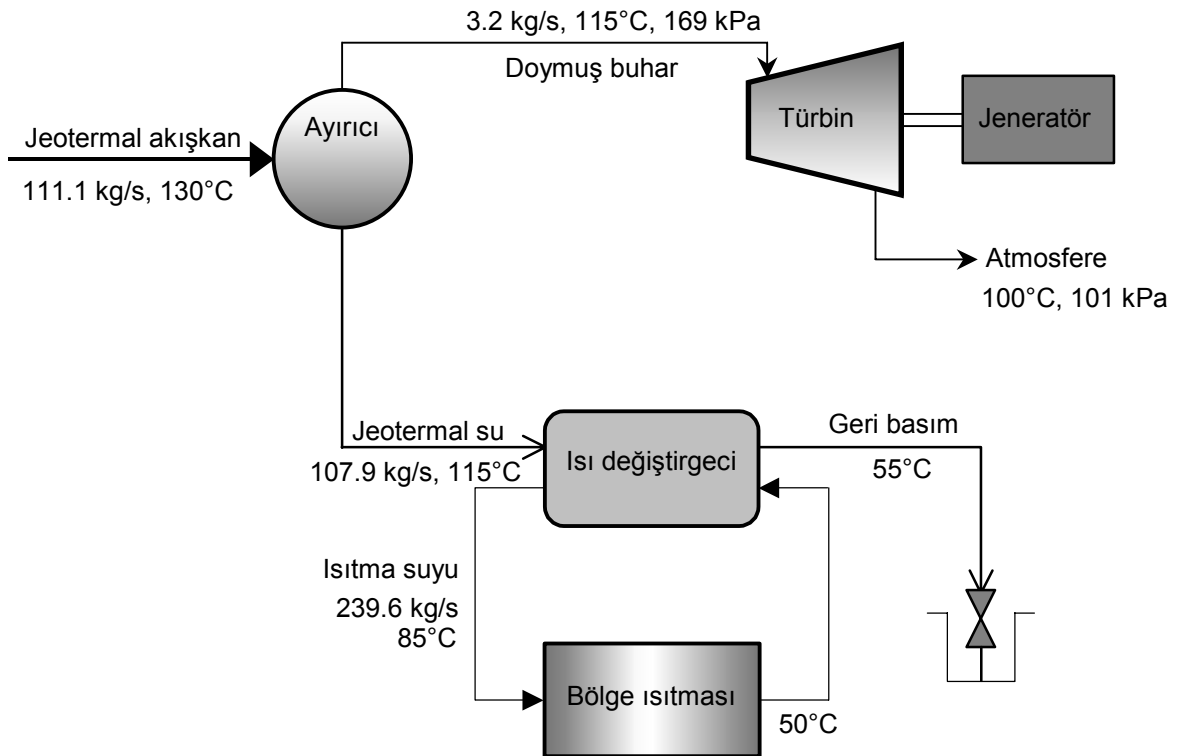 3.2 kg/s, 115°C, 169 kPa
Doymuş buhar
Ayırıcı
Türbin
Jeneratör
Jeotermal akışkan
111.1 kg/s, 130°C
Atmosfere
100°C, 101 kPa
Jeotermal su
107.9 kg/s, 115°C
Isı değiştirgeci
Geri basım
55°C
Isıtma suyu
239.6 kg/s
85°C
Bölge ısıtması
50°C